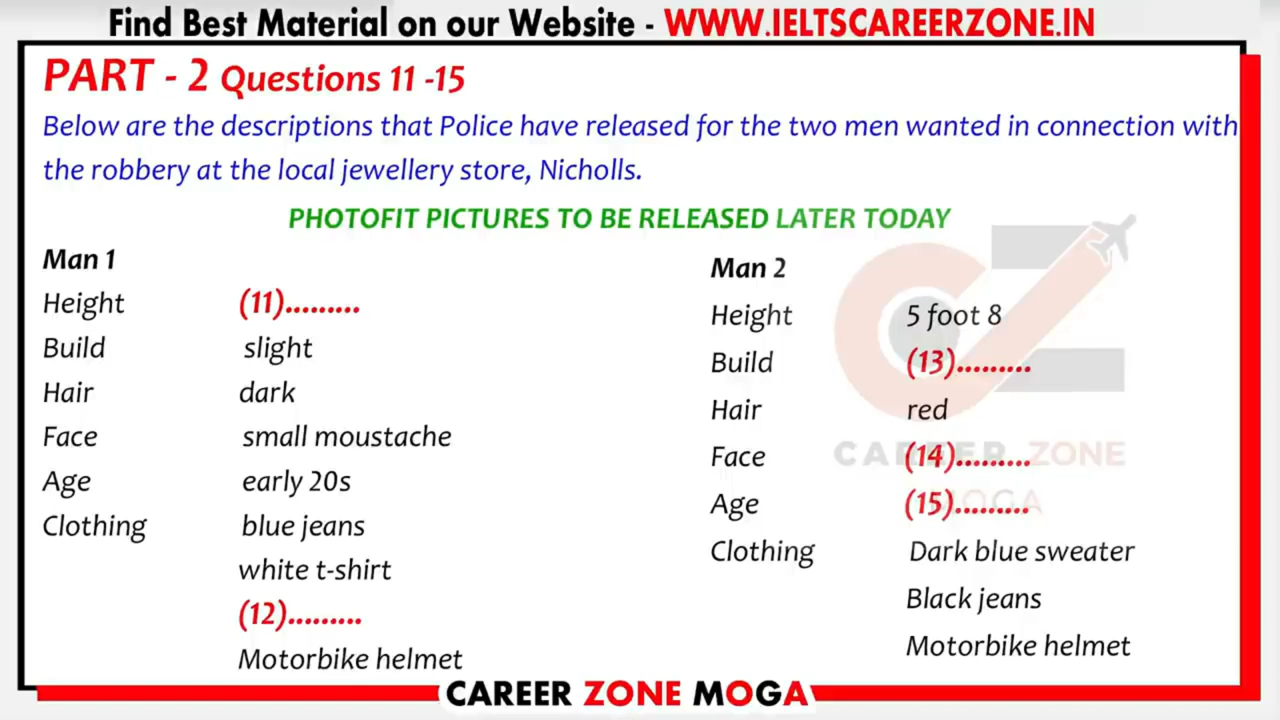 Find Best Material on our Website - WWW.IELTSCAREERZONE.IN
PART - 2 Questions 11 -15
Below are the descriptions that Police have released for the two men wanted in connection with
the robbery at the local jewellery store, Nicholls.
PHOTOFIT PICTURES TO BE RELEASED LATER TODAY
Man 1
Height (11).........
Build slight
Hair dark
Face small moustache
Age early 20s
Clothing blue jeans
white t-shirt
(12).........
Motorbike helmet
Man 2
Height 5 foot 8
Build (13).........
Hair red
Face (14).........
Age (15).........
Clothing Dark blue sweater
Black jeans
Motorbike helmet
CAREER ZONE
MOGA
CAREER ZONE MOGA